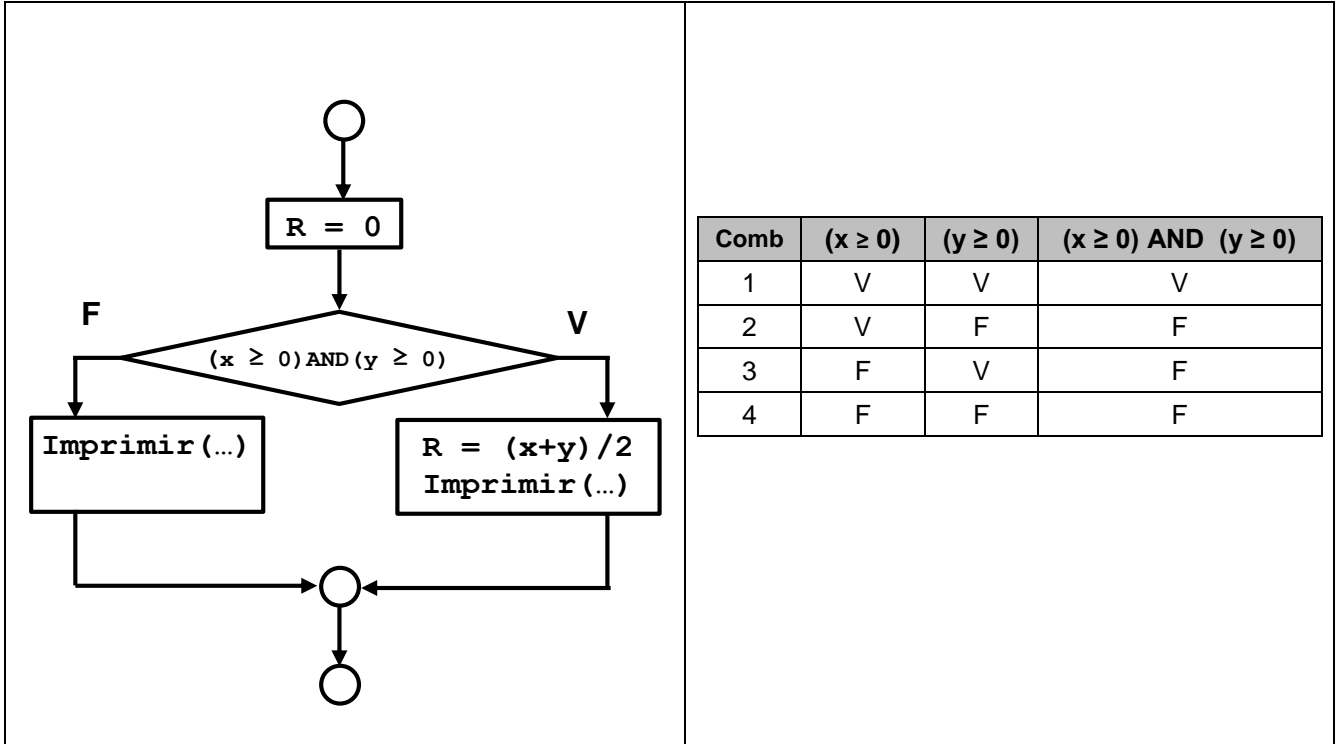 R = 0
F
V
(x ≥ 0)AND(y ≥ 0)
Imprimir(…)
R = (x+y)/2
Imprimir(…)
Comb (x ≥ 0) (y ≥ 0) (x ≥ 0) AND (y ≥ 0)
1 V V V
2 V F F
3 F V F
4 F F F